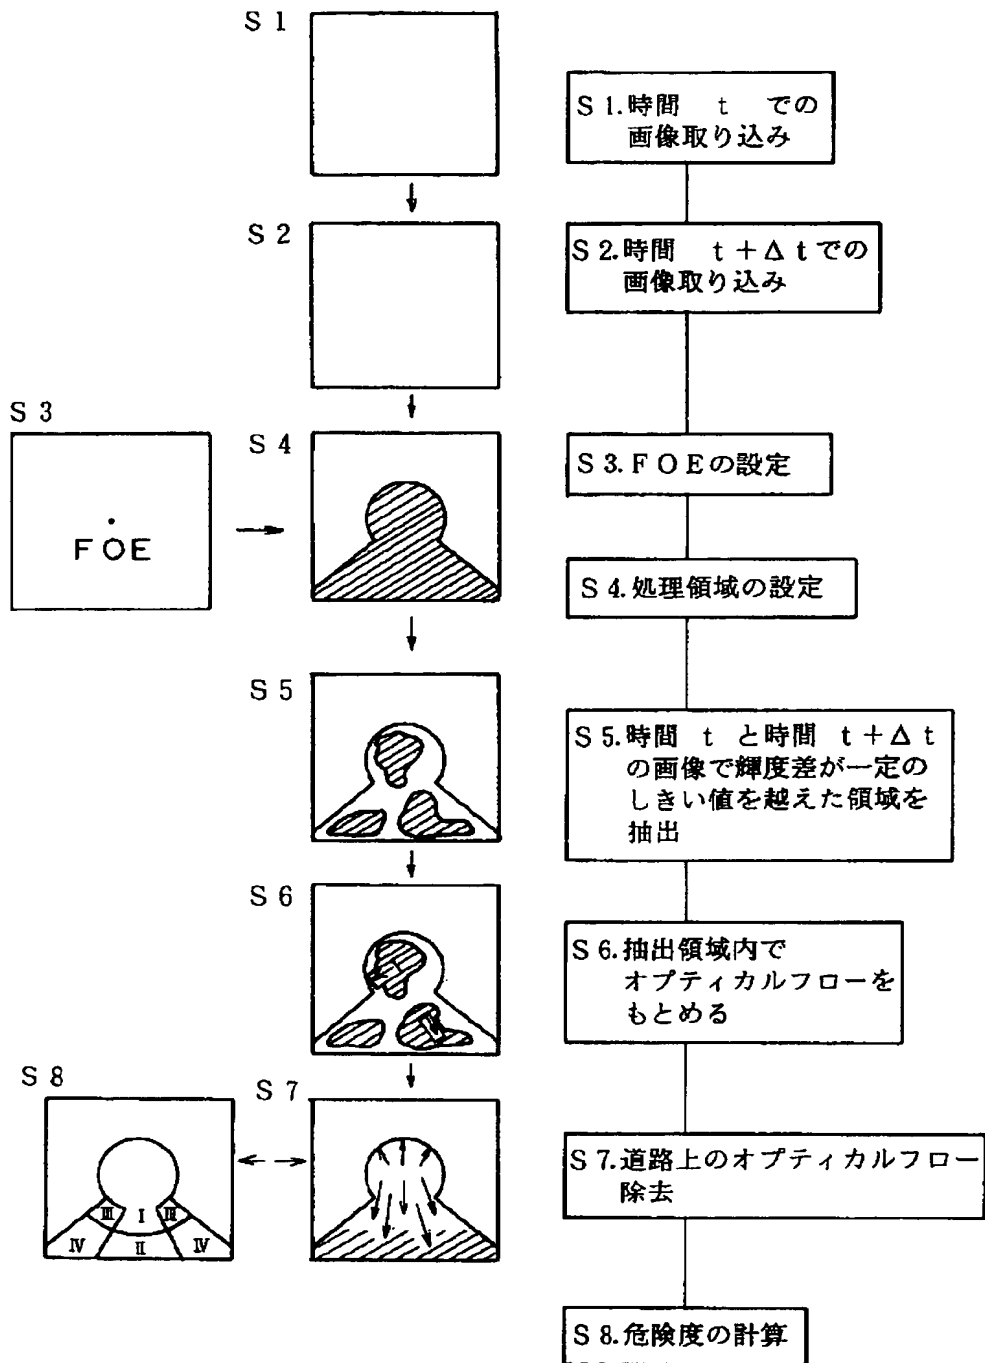 S 1
S 1.時間 t での
画像取り込み
S 2
S 2.時間 t+Δt での
画像取り込み
S 3
FOE
S 4
S 3.FOEの設定
S 4.処理領域の設定
S 5
S 5.時間 t と時間 t+Δt
の画像で輝度差が一定の
しきい値を越えた領域を
抽出
S 6
S 6.抽出領域内で
オプティカルフローを
もとめる
S 8
III I III
IV II IV
S 7
S 7.道路上のオプティカルフロー
除去
S 8.危険度の計算